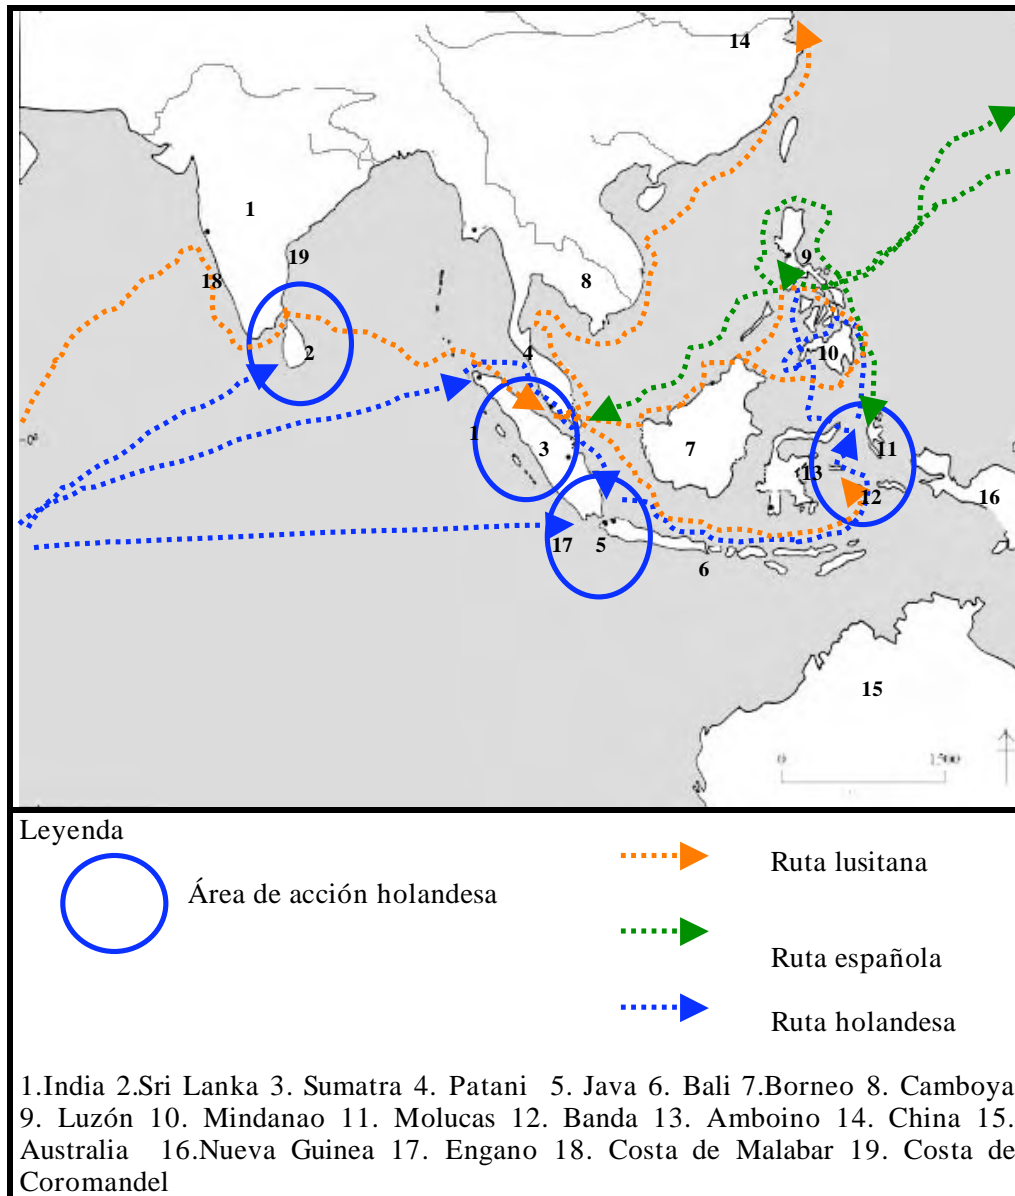 14
1
19
9
18
8
2
4
10
0º
1
3
7
11
13
12
16
17
5
6
15
0
1500
Leyenda
Área de acción holandesa
Ruta lusitana
Ruta española
Ruta holandesa
1.India 2.Sri Lanka 3. Sumatra 4. Patani 5. Java 6. Bali 7.Borneo 8. Camboya
9. Luzón 10. Mindanao 11. Molucas 12. Banda 13. Amboino 14. China 15.
Australia 16.Nueva Guinea 17. Engano 18. Costa de Malabar 19. Costa de
Coromandel